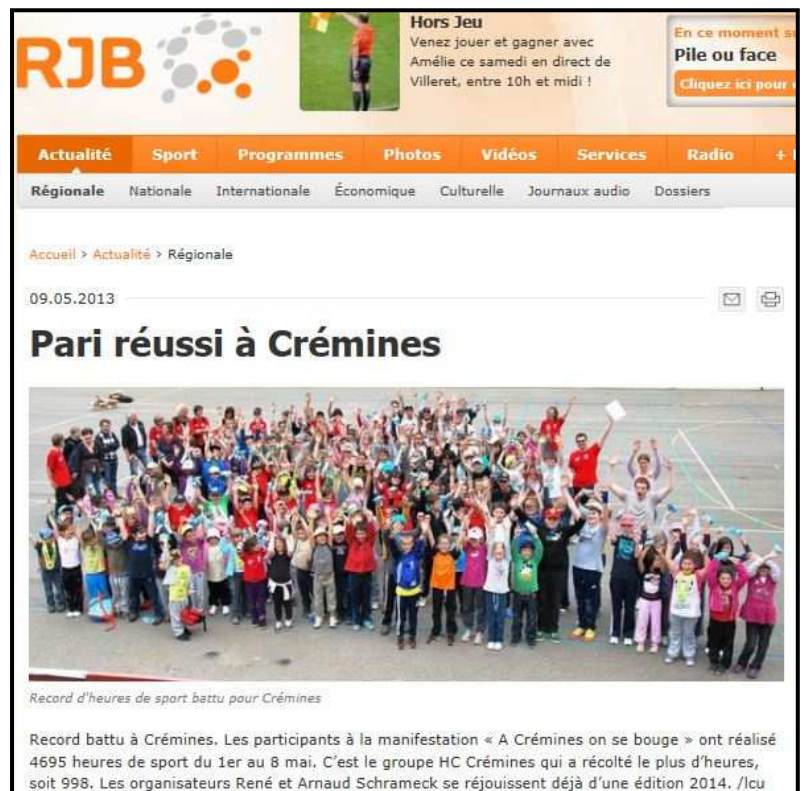 RJB
Hors Jeu
Venez jouer et gagner avec
Amélie ce samedi en direct de
Villeret, entre 10h et midi !
En ce moment
Pile ou face
Cliquez ici pour
Actualité Sport Programmes Photos Vidéos Services Radio +
Régionale Nationale Internationale Économique Culturelle Journaux audio Dossiers
Accueil > Actualité > Régionale
09.05.2013
Pari réussi à Crémines
Record d'heures de sport battu pour Crémines
Record battu à Crémines. Les participants à la manifestation « A Crémines on se bouge » ont réalisé
4695 heures de sport du 1er au 8 mai. C'est le groupe HC Crémines qui a récolté le plus d'heures,
soit 998. Les organisateurs René et Arnaud Schrameck se réjouissent déjà d'une édition 2014. /lcu